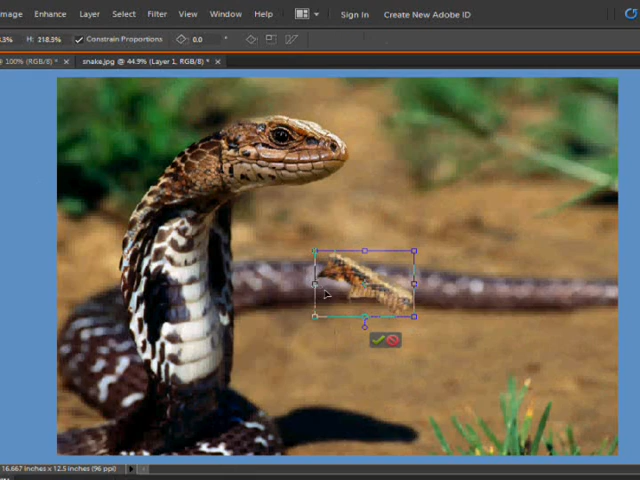 mage Enhance Layer Select Filter View Window Help Sign In Create New Adobe ID
.3% H: 218.3% Constrain Proportions 0.0 °
@ 100% (RGB/8) * × snake.jpg @ 44.9% (Layer 1, RGB/8) * ×
16.667 inches x 12.5 inches (96 ppi)